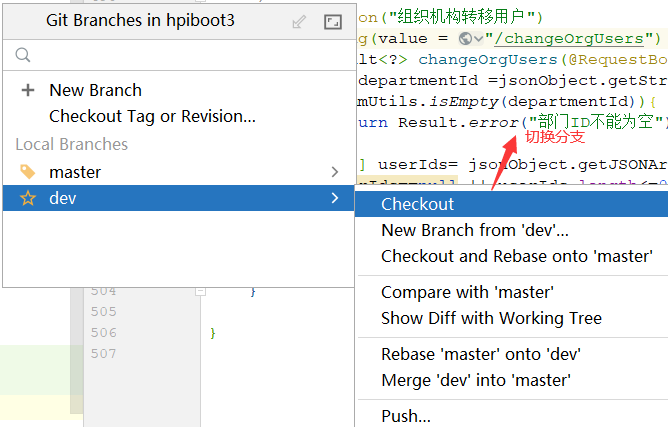 Git Branches in hpiboot3
New Branch
Checkout Tag or Revision...
Local Branches
master
dev
on("组织机构转移用户")
g(value = "/changeOrgUsers")
lt<?> changeOrgUsers(@RequestBo
departmentId =jsonObject.getStr
mUtils.isEmpty(departmentId)){
urn Result.error("部门ID不能为空")
切换分支
] userIds= jsonObject.getJSONAr
Checkout
New Branch from 'dev'...
Checkout and Rebase onto 'master'
Compare with 'master'
Show Diff with Working Tree
Rebase 'master' onto 'dev'
Merge 'dev' into 'master'
Push...
504 }
505
506 }
507